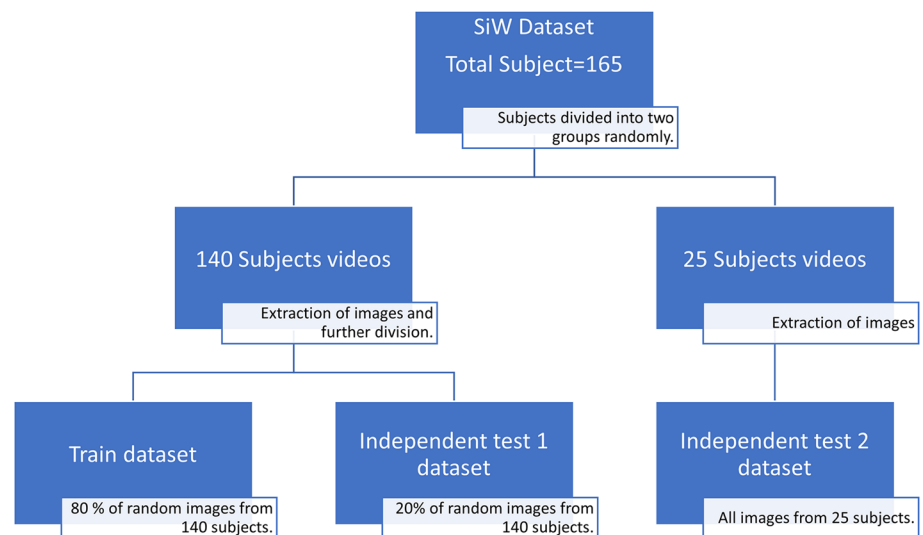 SiW Dataset
Total Subject=165
Subjects divided into two
groups randomly.
140 Subjects videos
Extraction of images and
further division.
25 Subjects videos
Extraction of images
Train dataset
80 % of random images from
140 subjects.
Independent test 1
dataset
20% of random images from
140 subjects.
Independent test 2
dataset
All images from 25 subjects.